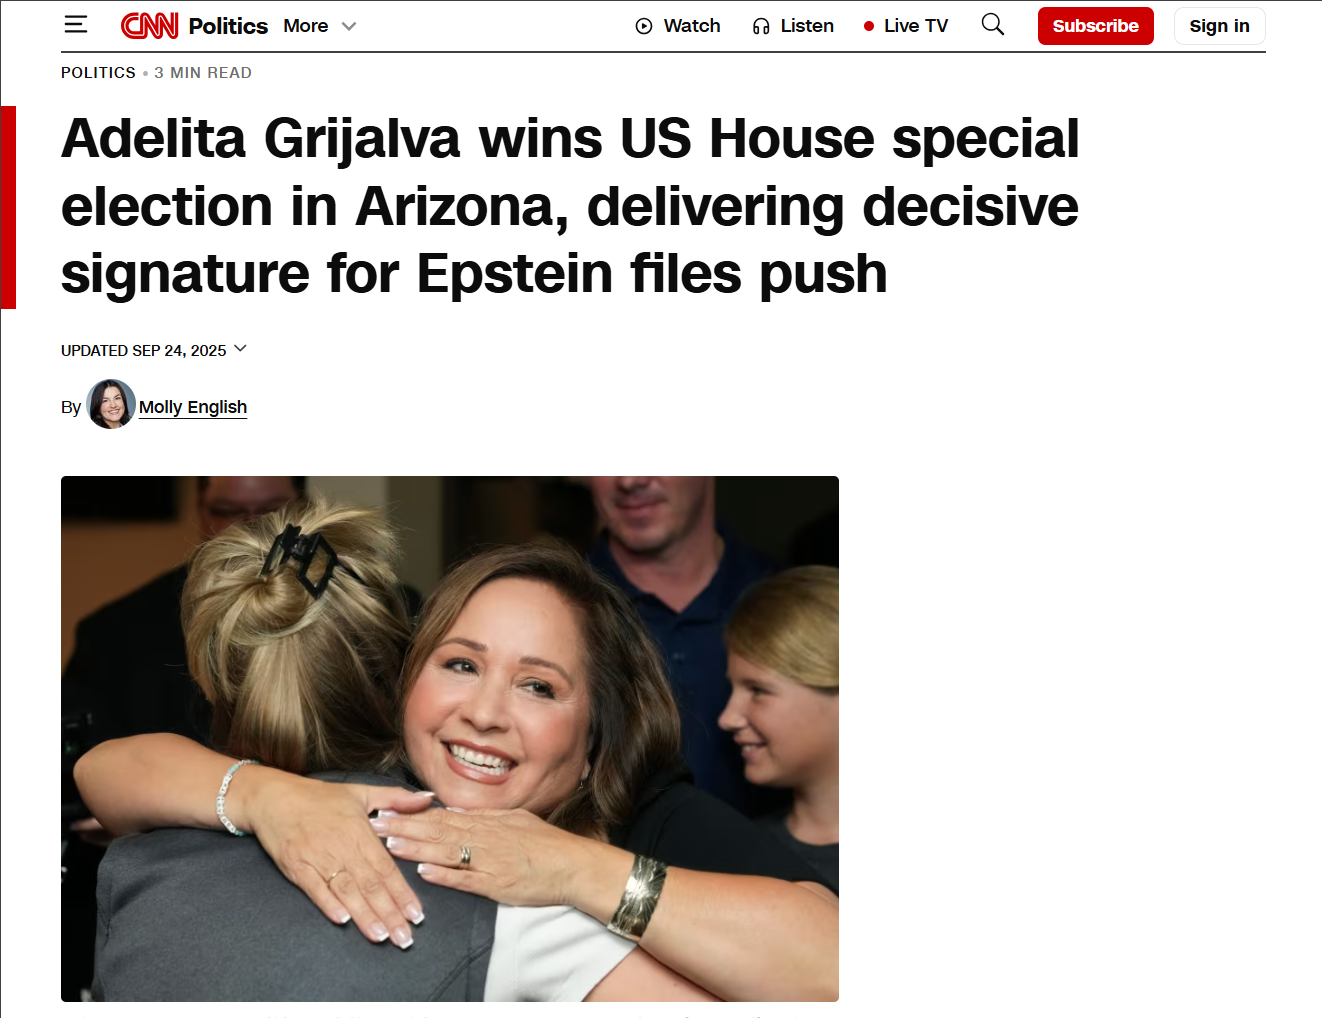 CNN Politics More Watch Listen Live TV Subscribe Sign in
POLITICS • 3 MIN READ
Adelita Grijalva wins US House special
election in Arizona, delivering decisive
signature for Epstein files push
UPDATED SEP 24, 2025
By Molly English